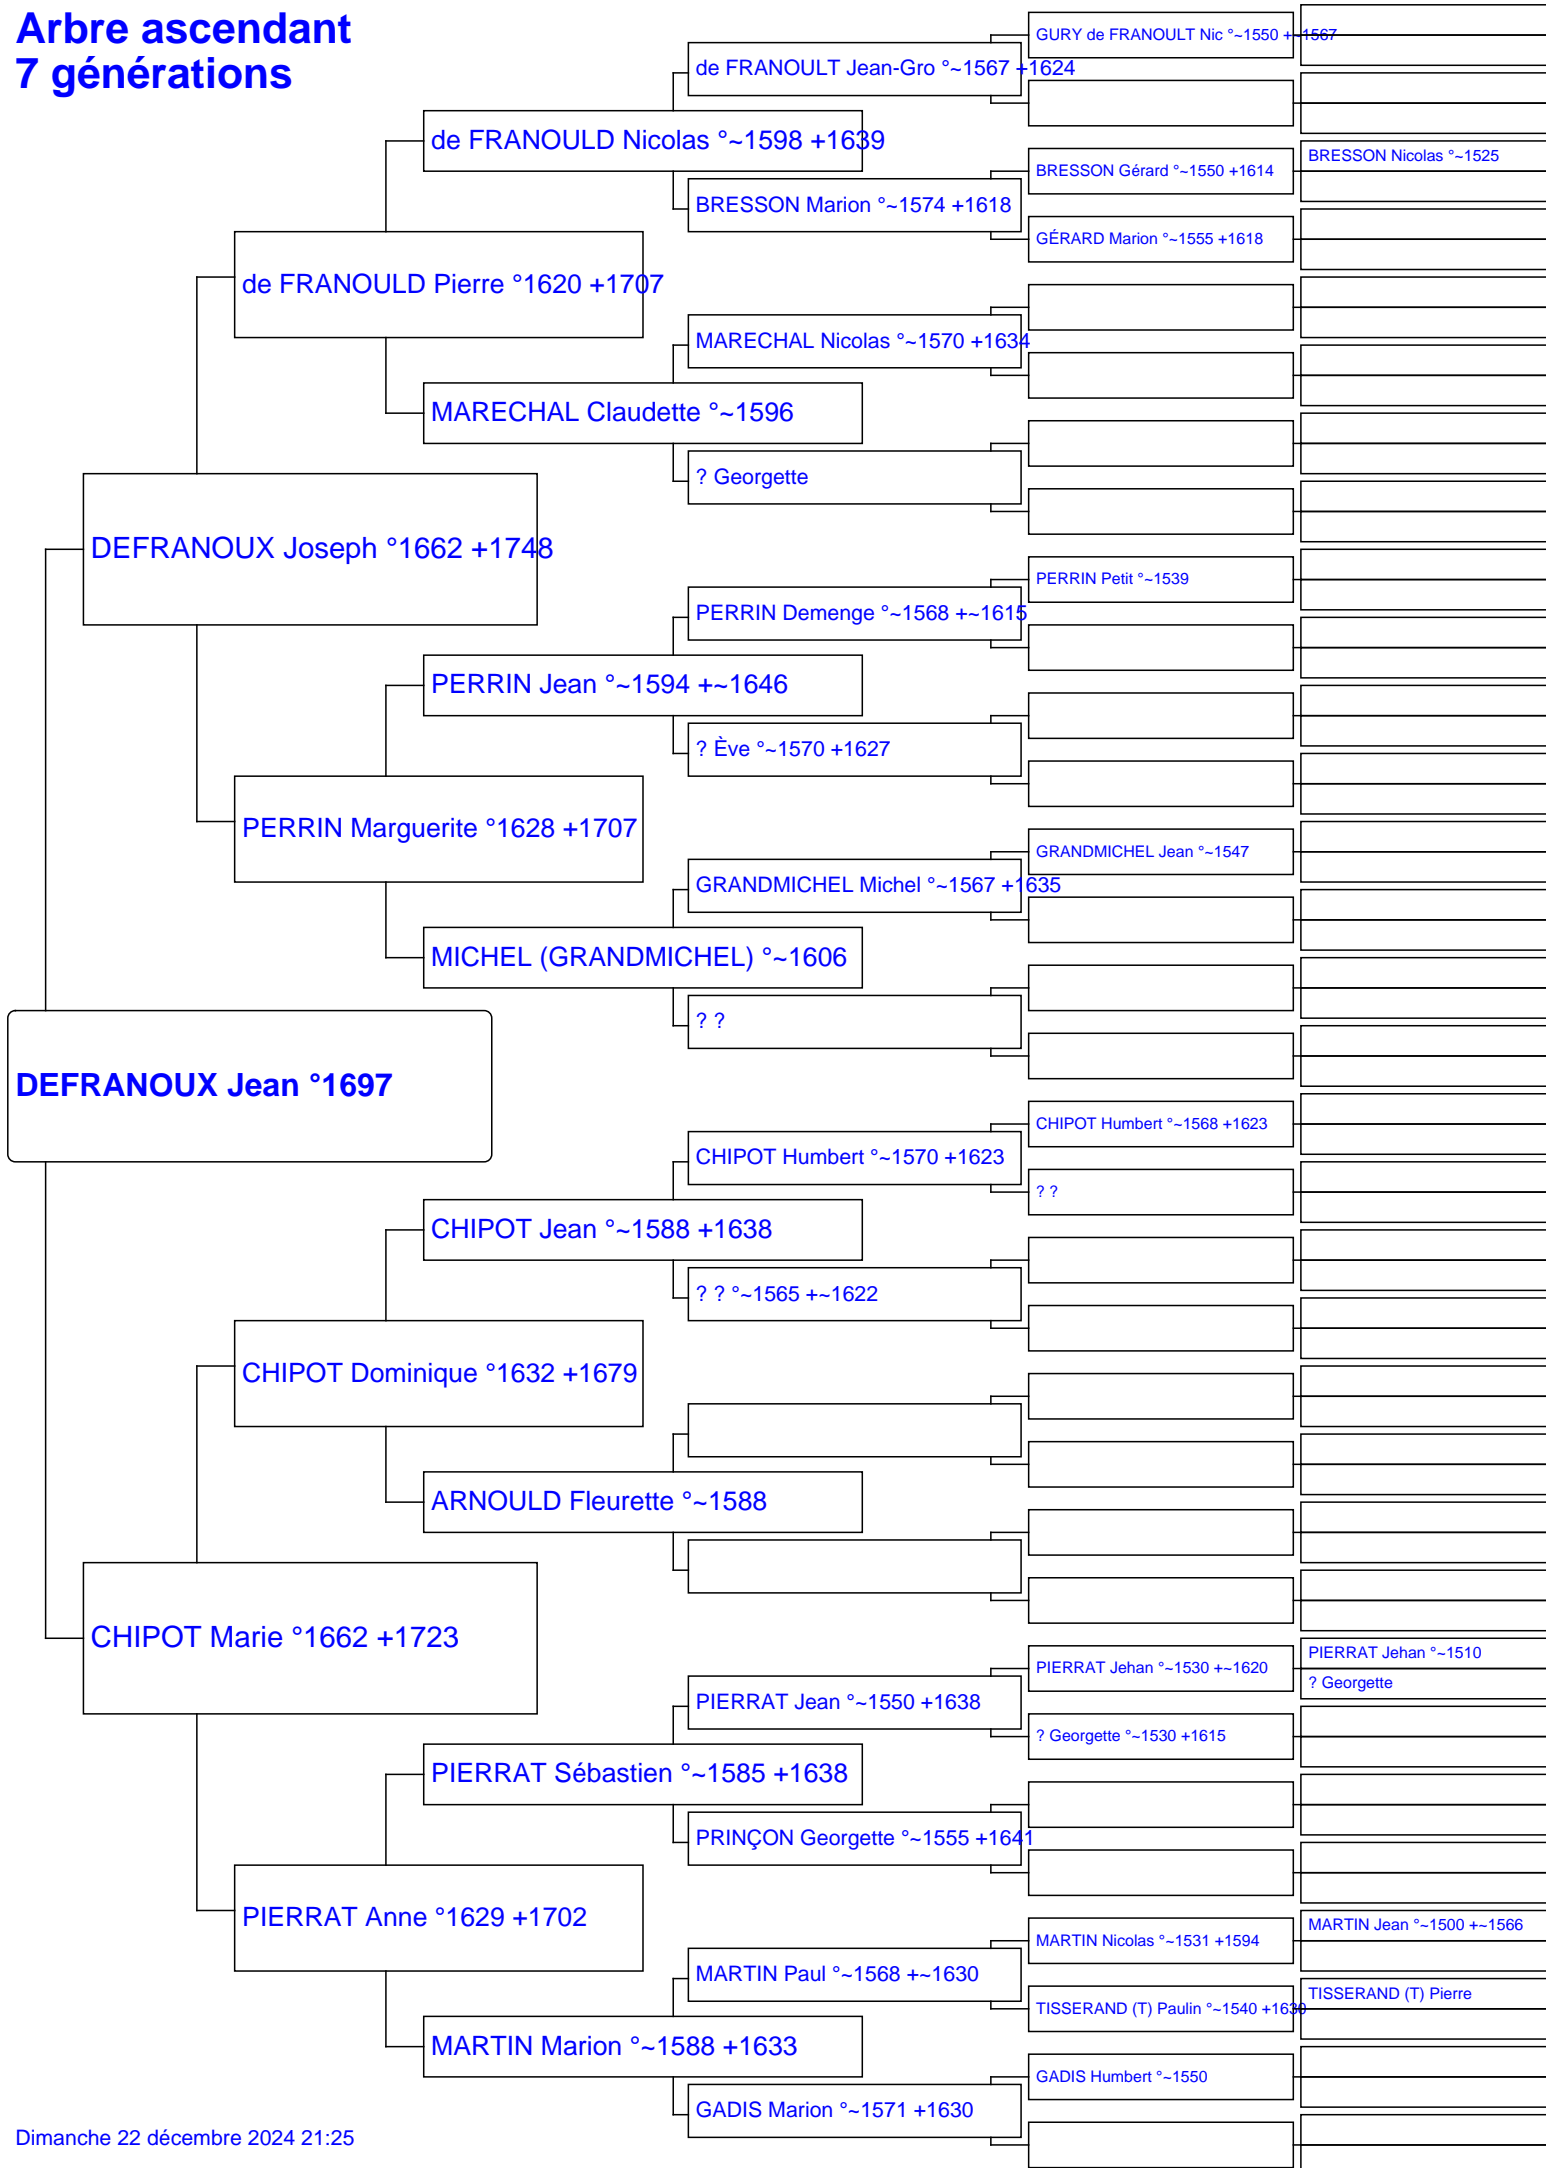 Arbre ascendant
7 générations
GURY de FRANOULT Nic °~1550 +~1567
de FRANOULT Jean-Gro °~1567 +1624
de FRANOULD Nicolas °~1598 +1639
BRESSON Nicolas °~1525
BRESSON Gérard °~1550 +1614
BRESSON Marion °~1574 +1618
GÉRARD Marion °~1555 +1618
de FRANOULD Pierre °1620 +1707
MARECHAL Nicolas °~1570 +1634
MARECHAL Claudette °~1596
? Georgette
DEFRANOUX Joseph °1662 +1748
PERRIN Petit °~1539
PERRIN Demenge °~1568 +~1615
PERRIN Jean °~1594 +~1646
? Ève °~1570 +1627
PERRIN Marguerite °1628 +1707
GRANDMICHEL Jean °~1547
GRANDMICHEL Michel °~1567 +1635
MICHEL (GRANDMICHEL) °~1606
? ?
DEFRANOUX Jean °1697
CHIPOT Humbert °~1568 +1623
CHIPOT Humbert °~1570 +1623
? ?
CHIPOT Jean °~1588 +1638
? ? °~1565 +~1622
CHIPOT Dominique °1632 +1679
ARNOULD Fleurette °~1588
CHIPOT Marie °1662 +1723
PIERRAT Jehan °~1510
PIERRAT Jehan °~1530 +~1620
? Georgette
PIERRAT Jean °~1550 +1638
? Georgette °~1530 +1615
PIERRAT Sébastien °~1585 +1638
PRINÇON Georgette °~1555 +1641
PIERRAT Anne °1629 +1702
MARTIN Jean °~1500 +~1566
MARTIN Nicolas °~1531 +1594
MARTIN Paul °~1568 +~1630
TISSERAND (T) Pierre
TISSERAND (T) Paulin °~1540 +1630
MARTIN Marion °~1588 +1633
GADIS Humbert °~1550
GADIS Marion °~1571 +1630
Dimanche 22 décembre 2024 21:25